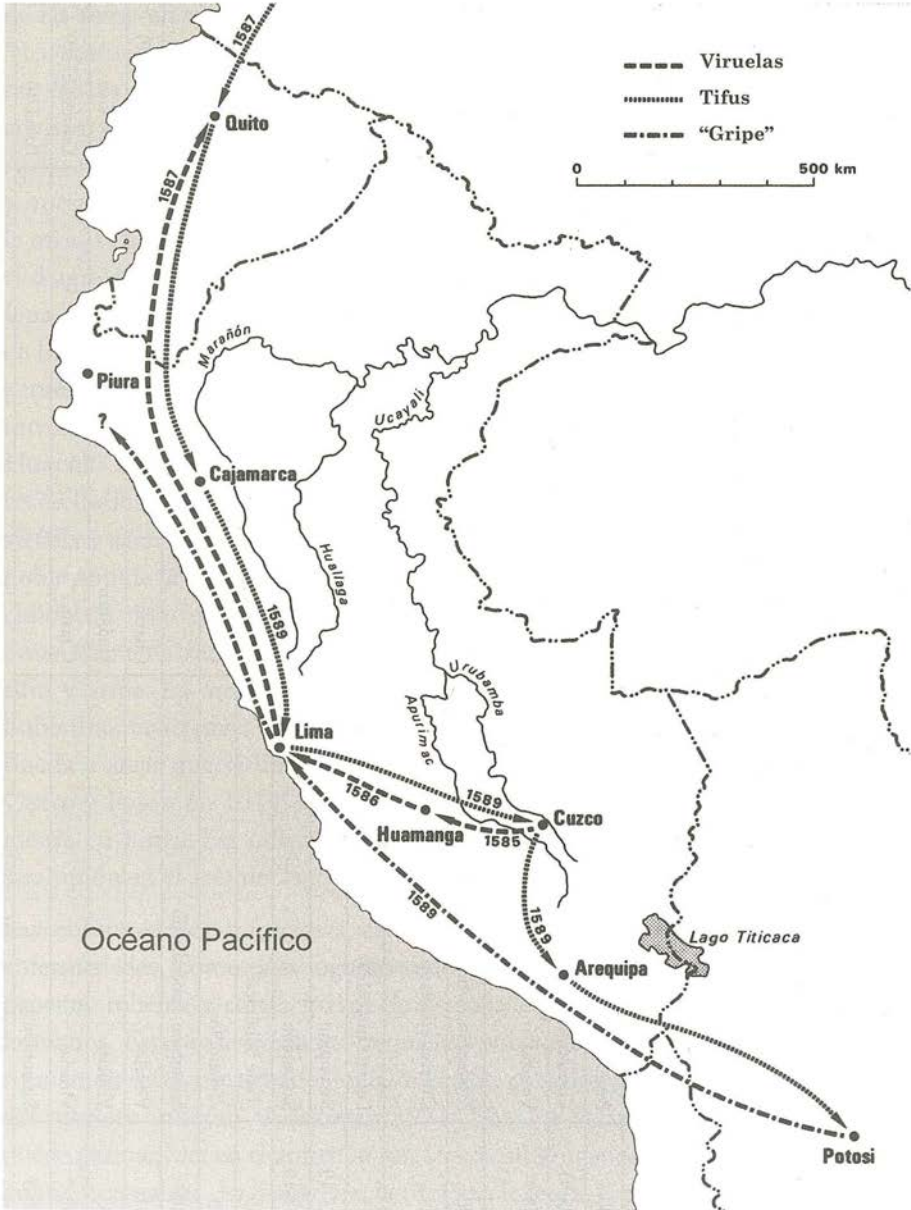 1587
Viruelas
Tifus
“Gripe”
0 500 km
Quito
1587
Marañón
Piura
Ucayali
?
Cajamarca
Huallaga
1589
Urubamba
Apurimac
Lima
1589
1586
Cuzco
Huamanga
1585
1589
1589
Océano Pacífico
Lago Titicaca
Arequipa
Potosi